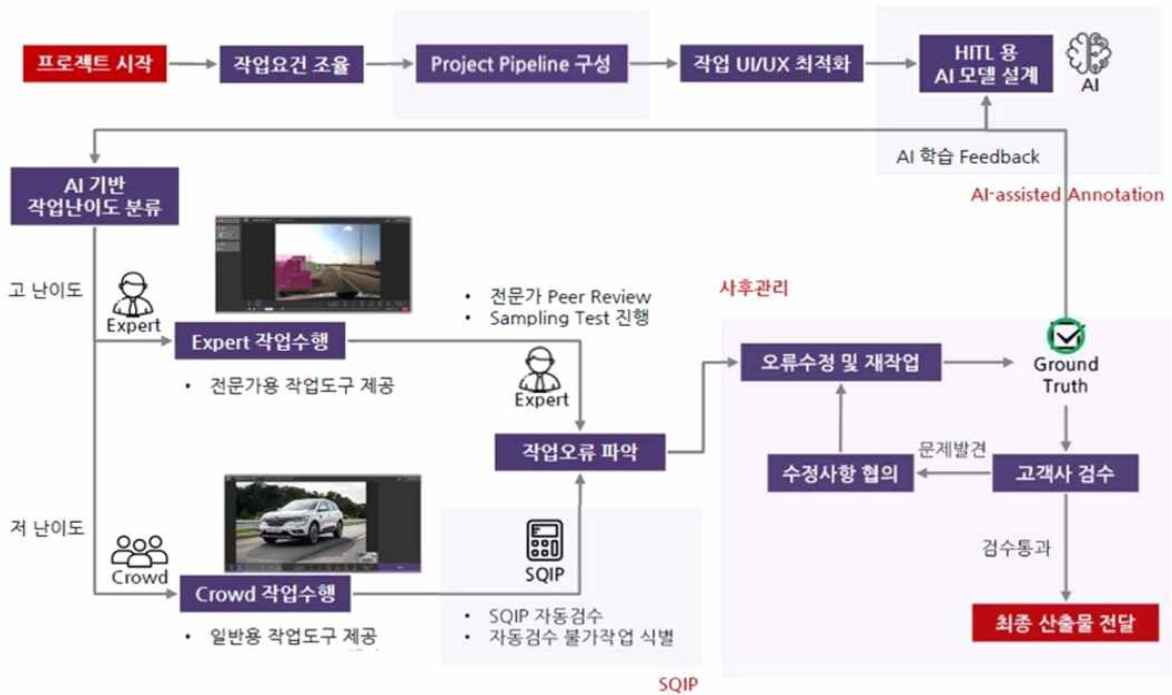 프로젝트 시작
작업요건 조율
Project Pipeline 구성
작업 UI/UX 최적화
HITL 용
AI 모델 설계
AI
AI 학습 Feedback
AI-assisted Annotation
AI 기반
작업난이도 분류
고 난이도
Expert
Expert 작업수행
• 전문가용 작업도구 제공
• 전문가 Peer Review
• Sampling Test 진행
Expert
작업오류 파악
저 난이도
Crowd
Crowd 작업수행
• 일반용 작업도구 제공
SQIP
• SQIP 자동검수
• 자동검수 불가작업 식별
SQIP
사후관리
오류수정 및 재작업
Ground
Truth
문제발견
수정사항 협의
고객사 검수
검수통과
최종 산출물 전달